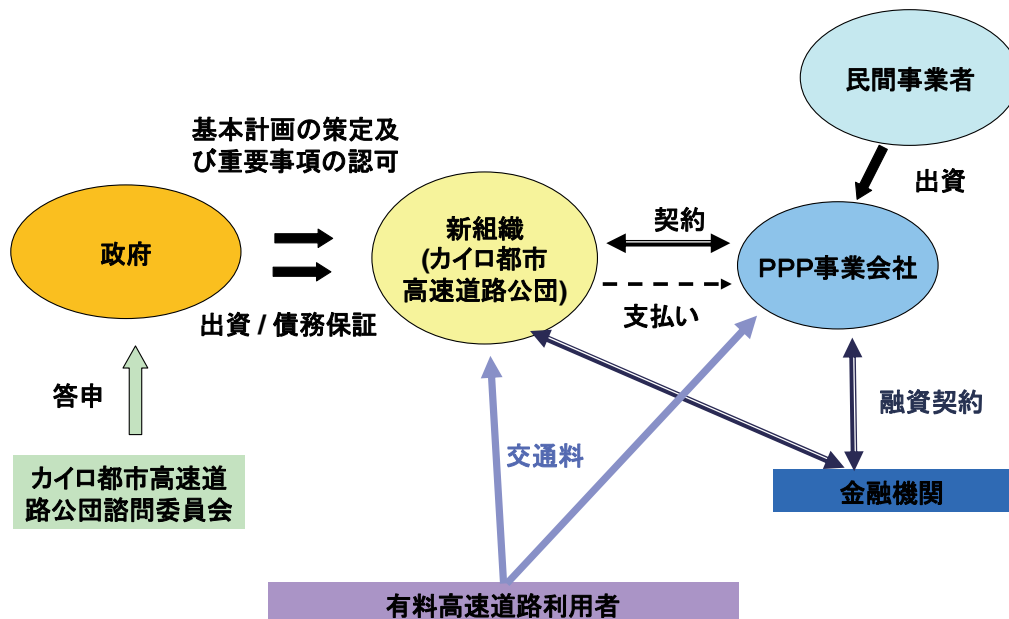 民間事業者
基本計画の策定及
び重要事項の認可
出資
政府
新組織
(カイロ都市
高速道路公団)
契約
PPP事業会社
出資 / 債務保証
支払い
答申
融資契約
交通料
カイロ都市高速道
路公団諮問委員会
金融機関
有料高速道路利用者